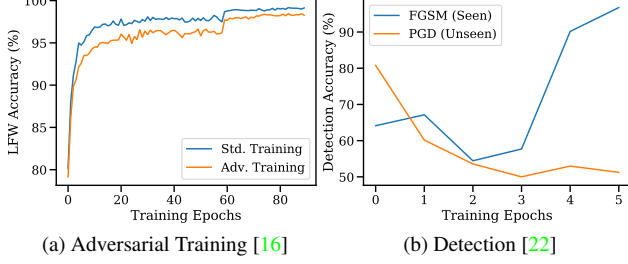 100
95
90
85
80
LFW Accuracy (%)
Std. Training
Adv. Training
0
20
40
60
80
Training Epochs
(a) Adversarial Training [16]
FGSM (Seen)
PGD (Unseen)
90
80
70
60
50
Detection Accuracy (%)
0
1
2
3
4
5
Training Epochs
(b) Detection [22]